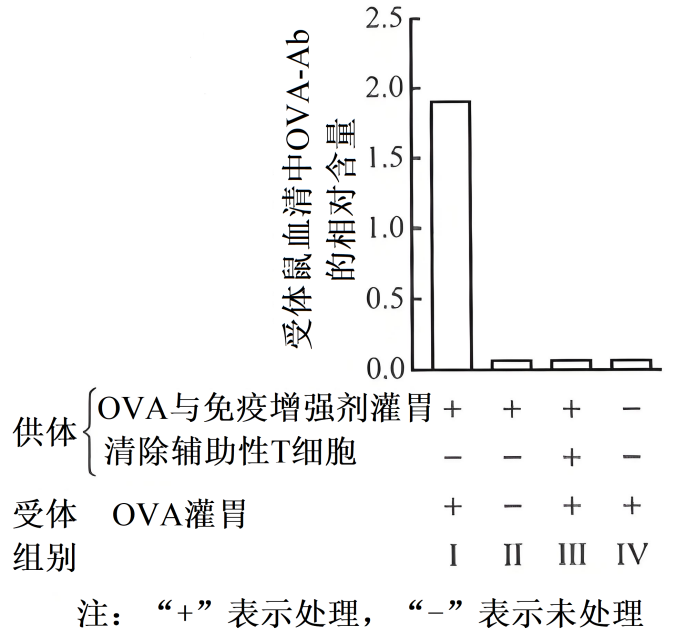 受体鼠血清中OVA-Ab
的相对含量
2.5
2.0
1.5
1.0
0.5
0.0
供体 OVA与免疫增强剂灌胃 + + + −
清除辅助性T细胞 − − + −
受体 OVA灌胃 + − + +
组别 I II III IV
注：“+”表示处理，“−”表示未处理